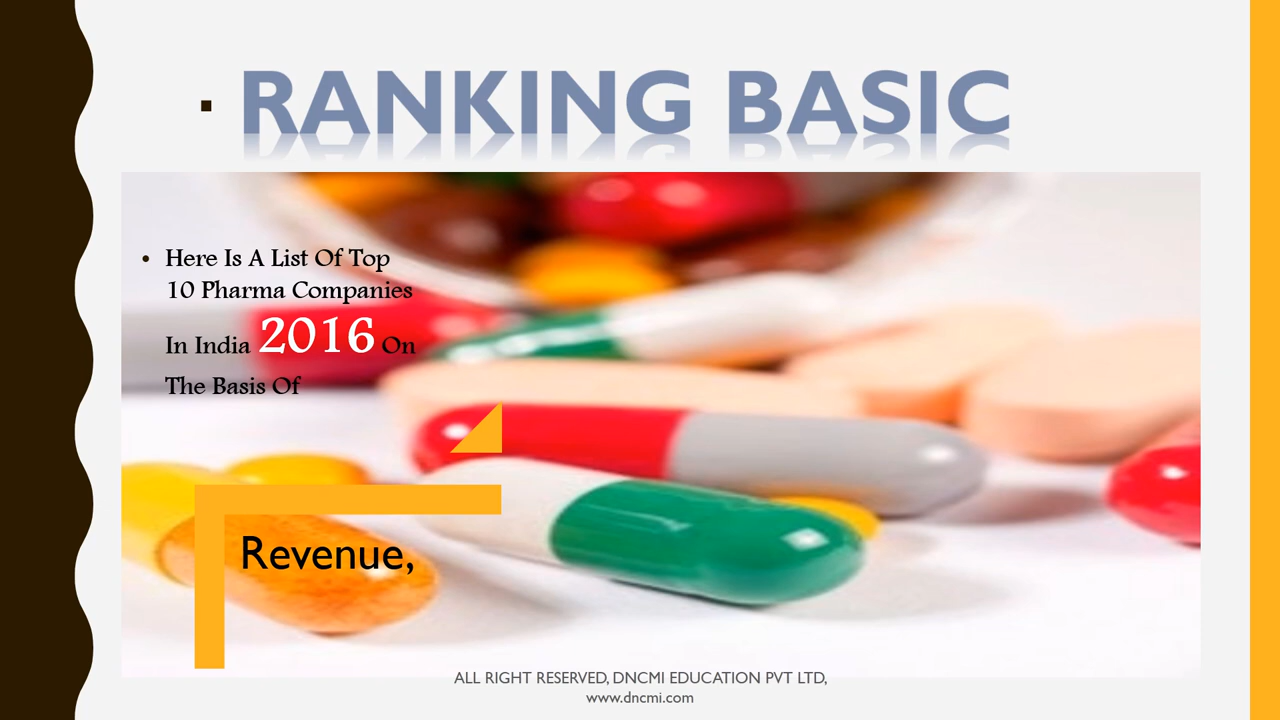 ▪ RANKING BASIC
• Here Is A List Of Top
10 Pharma Companies
In India 2016 On
The Basis Of
Revenue,
ALL RIGHT RESERVED, DNCMI EDUCATION PVT LTD,
www.dncmi.com